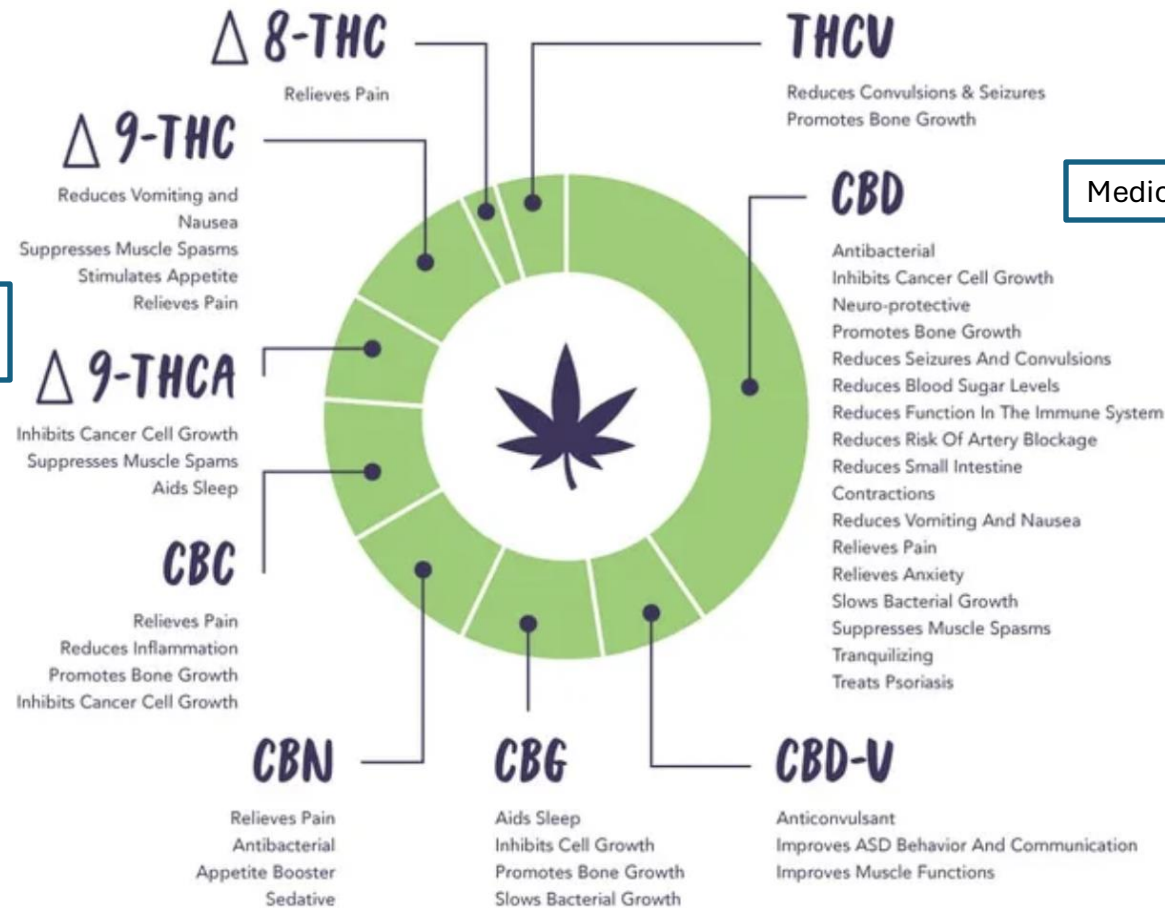 △ 8-THC
Relieves Pain
THCV
Reduces Convulsions & Seizures
Promotes Bone Growth
△ 9-THC
Reduces Vomiting and
Nausea
Suppresses Muscle Spasms
Stimulates Appetite
Relieves Pain
CBD
Antibacterial
Inhibits Cancer Cell Growth
Neuro-protective
Promotes Bone Growth
Reduces Seizures And Convulsions
Reduces Blood Sugar Levels
Reduces Function In The Immune System
Reduces Risk Of Artery Blockage
Reduces Small Intestine
Contractions
Reduces Vomiting And Nausea
Relieves Pain
Relieves Anxiety
Slows Bacterial Growth
Suppresses Muscle Spasms
Tranquilizing
Treats Psoriasis
△ 9-THCA
Inhibits Cancer Cell Growth
Suppresses Muscle Spams
Aids Sleep
CBC
Relieves Pain
Reduces Inflammation
Promotes Bone Growth
Inhibits Cancer Cell Growth
CBN
Relieves Pain
Antibacterial
Appetite Booster
Sedative
CBG
Aids Sleep
Inhibits Cell Growth
Promotes Bone Growth
Slows Bacterial Growth
CBD-V
Anticonvulsant
Improves ASD Behavior And Communication
Improves Muscle Functions